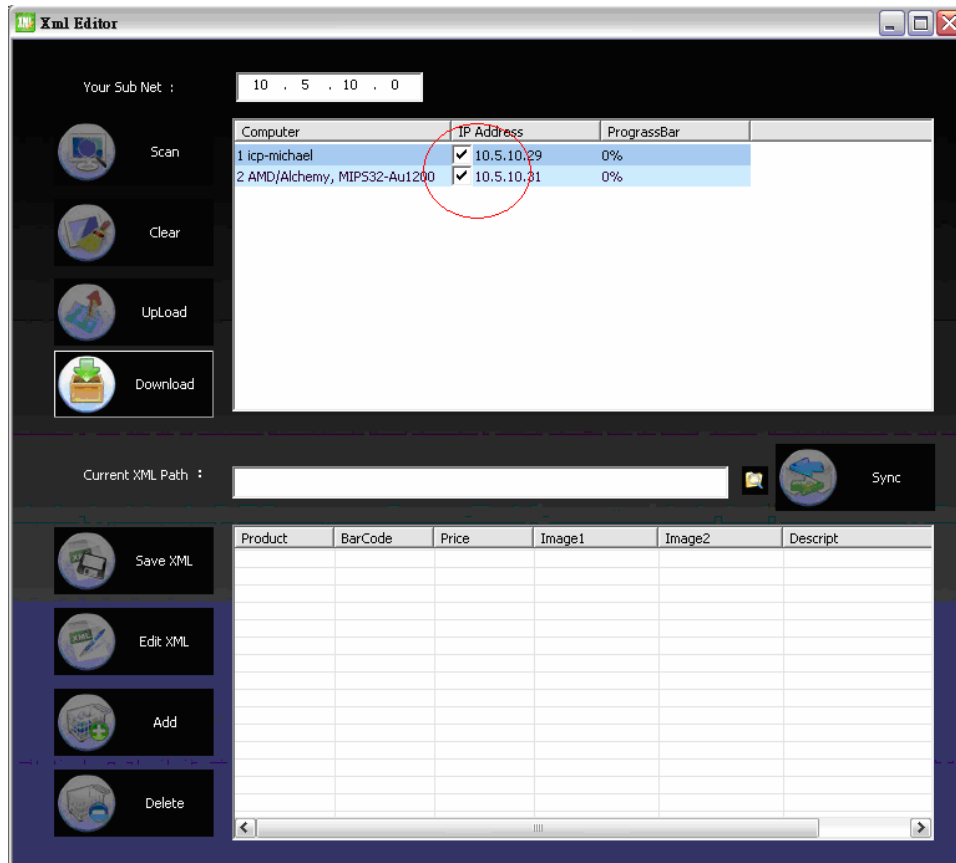 Xml Editor
Your Sub Net :
10 . 5 . 10 . 0
Scan
Computer IP Address PrograssBar
1 icp-michael 10.5.10.29 0%
2 AMD/Alchemy, MIPS32-Au1200 10.5.10.31 0%
Clear
UpLoad
Download
Current XML Path :
Sync
Product BarCode Price Image1 Image2 Descript
Save XML
Edit XML
Add
Delete